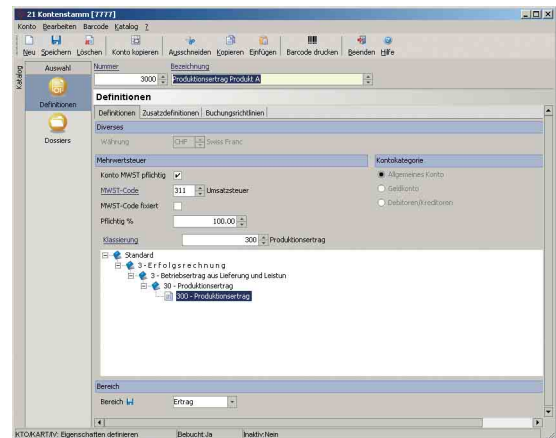 21 Kontenstamm [7777]
Konto Bearbeiten Barcode Katalog ?
Neu Speichern Löschen Konto kopieren Ausschneiden Kopieren Einfügen Barcode drucken Beenden Hilfe
Katalog
Auswahl
Definitionen
Dossiers
Nummer Bezeichnung
3000 Produktionsertrag Produkt A
Definitionen
Definitionen Zusatzdefinitionen Buchungsrichtlinien
Diverses
Währung CHF Swiss Franc
Mehrwertsteuer Kontokategorie
Konto MWST pflichtig Allgemeines Konto
MWST-Code 311 Umsatzsteuer Geldkonto
MWST-Code fixiert Debitoren/Kreditoren
Pflichtig % 100.00
Klassierung 300 Produktionsertrag
Standard
3 - Erfolgsrechnung
3 - Betriebsertrag aus Lieferung und Leistun
30 - Produktionsertrag
300 - Produktionsertrag
Bereich
Bereich Ertrag
KTO/KART/IV: Eigenschaften definieren Bebucht:Ja Inaktiv:Nein